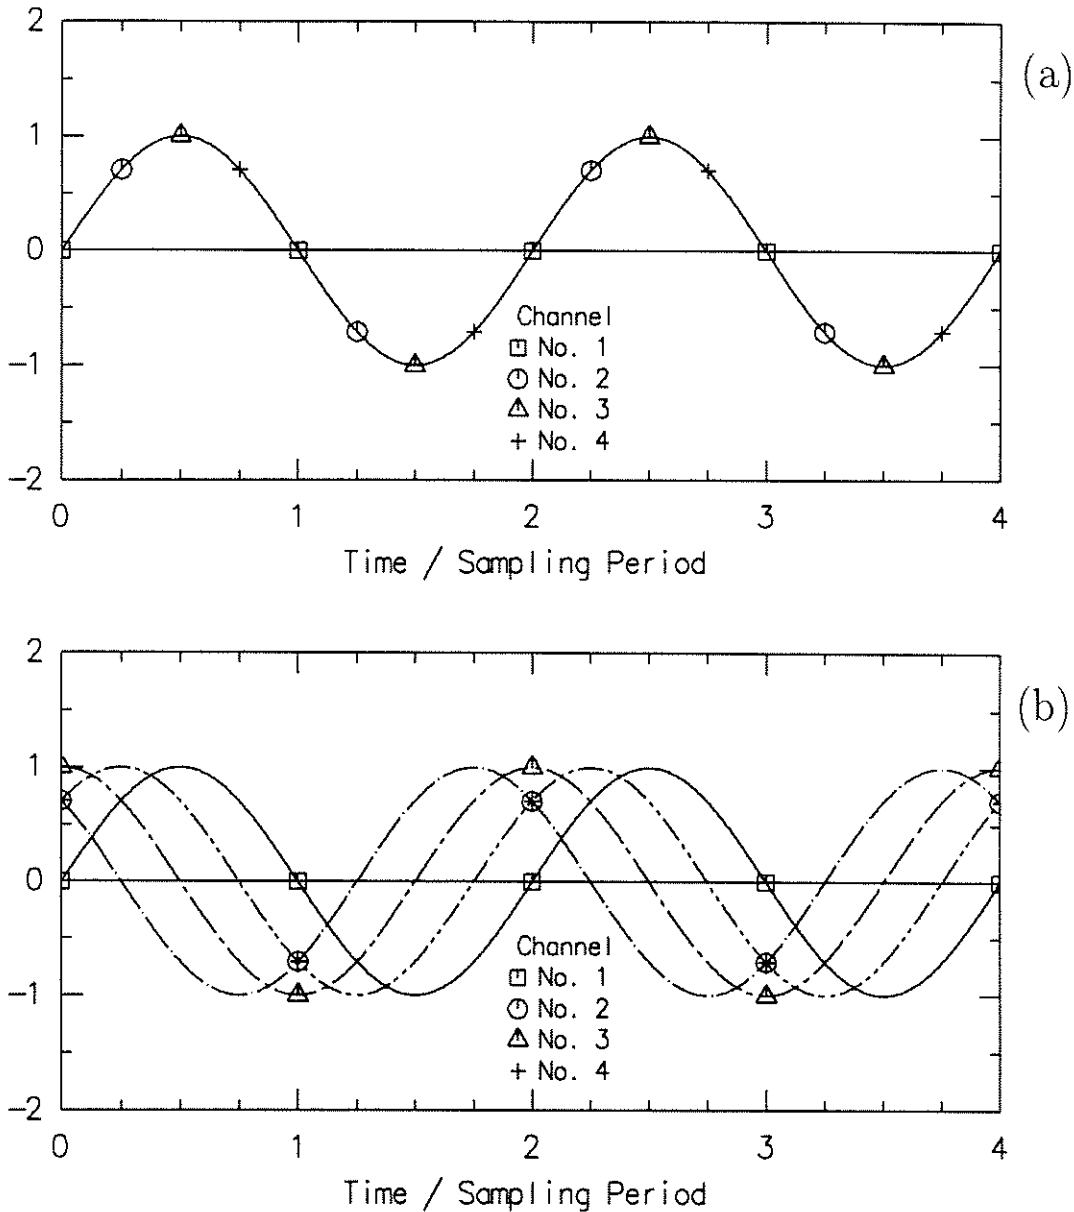 2
(a)
1
0
Channel
No. 1
-1
No. 2
No. 3
No. 4
-2
0 1 2 3 4
Time / Sampling Period
2
(b)
1
0
Channel
No. 1
-1
No. 2
No. 3
No. 4
-2
0 1 2 3 4
Time / Sampling Period